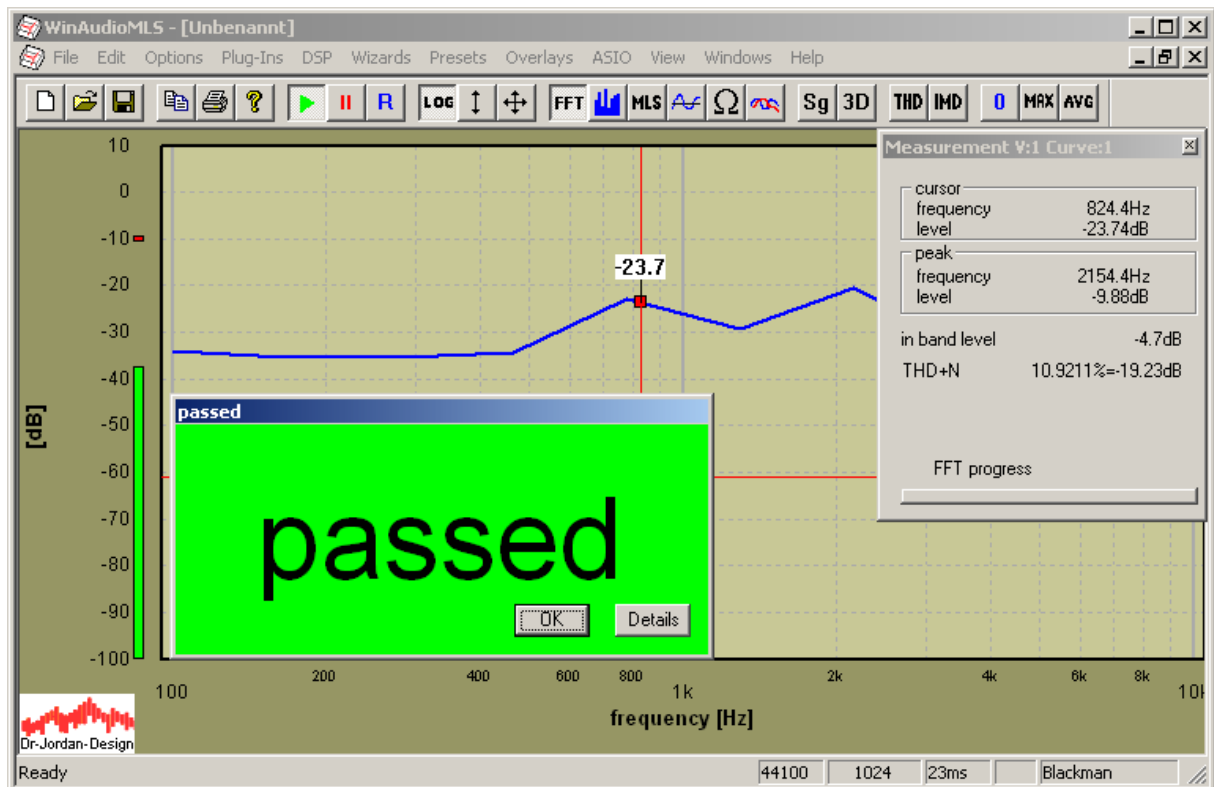 WinAudioMLS - [Unbenannt]
File Edit Options Plug-Ins DSP Wizards Presets Overlays ASIO View Windows Help
LOG FFT MLS Ω Sg 3D THD IMD 0 MAX AVG
R
Measurement V:1 Curve:1
cursor
frequency 824.4Hz
level -23.74dB
peak
frequency 2154.4Hz
level -9.88dB
in band level -4.7dB
THD+N 10.9211%=-19.23dB
FFT progress
10
0
-10
-20
-30
-40
-50
-60
-70
-80
-90
-100
[dB]
-23.7
passed
passed
OK Details
100 200 400 600 800 1k 2k 4k 6k 8k
frequency [Hz]
Dr-Jordan-Design
Ready 44100 1024 23ms Blackman